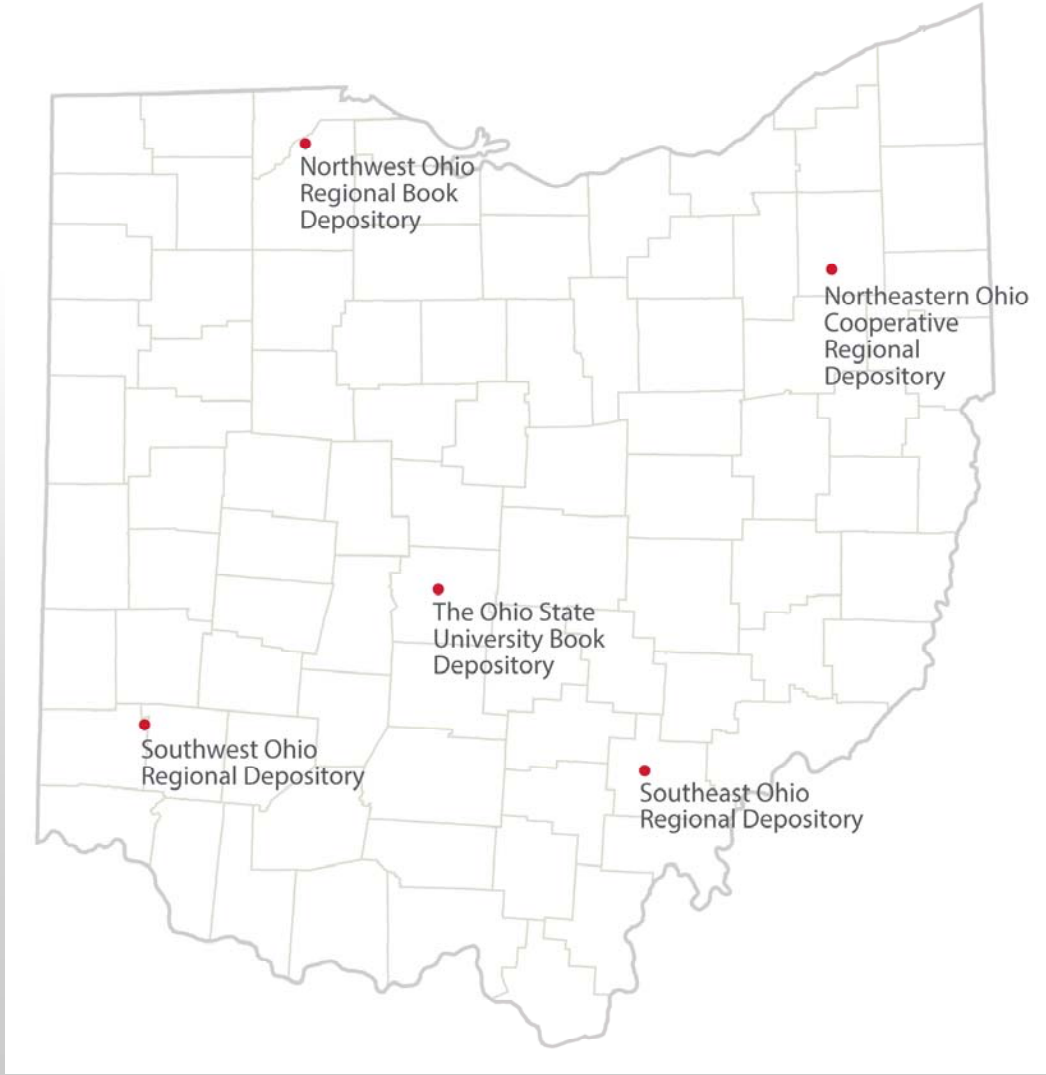 Northwest Ohio
Regional Book
Depository
Northeastern Ohio
Cooperative
Regional
Depository
The Ohio State
University Book
Depository
Southwest Ohio
Regional Depository
Southeast Ohio
Regional Depository